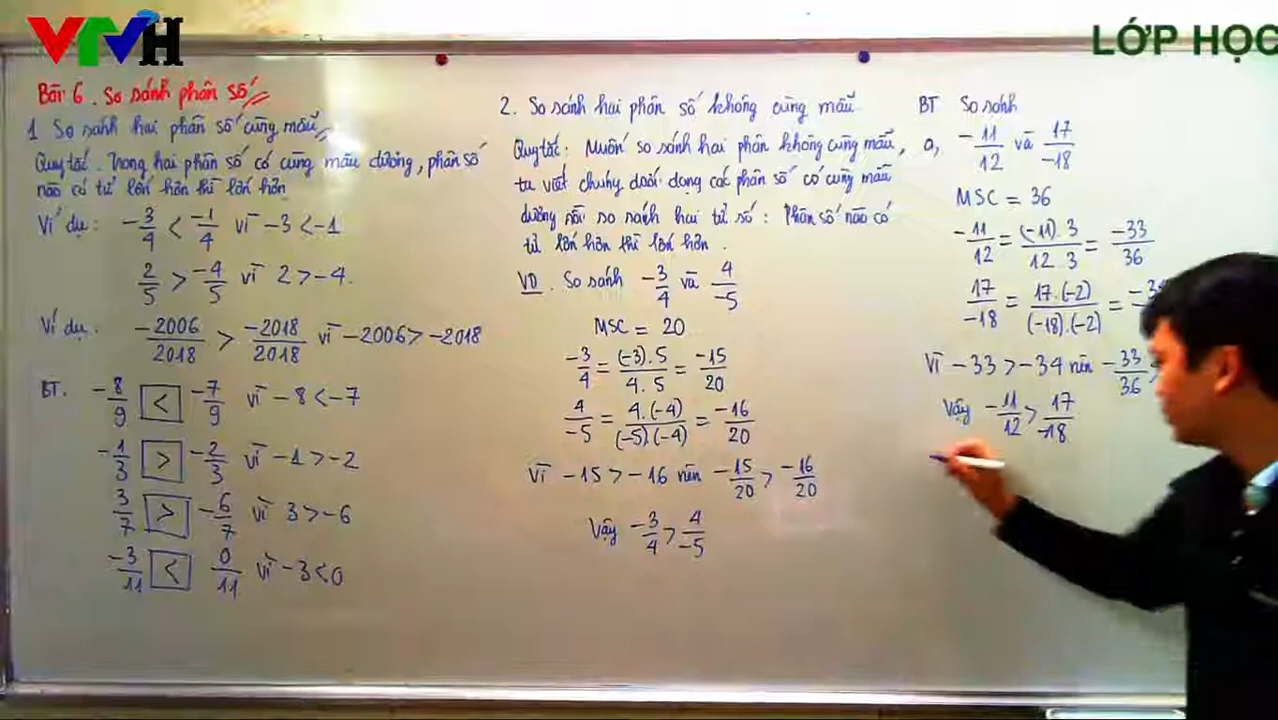 VTVH
LỚP HỌC
Bài 6. So sánh phân số
1 So sánh hai phân số cùng mẫu
Quy tắc. Trong hai phân số có cùng mẫu dương, phân số
nào có tử lớn hơn thì lớn hơn
Ví dụ: -3/4 < -1/4 vì -3 < -1
2/5 > -4/5 vì 2 > -4.
Ví dụ. -2006/2018 > -2018/2018 vì -2006 > -2018
BT. -8/9 < -7/9 vì -8 < -7
-1/3 > -2/3 vì -1 > -2
3/7 > -6/7 vì 3 > -6
-3/11 < 0/11 vì -3 < 0
2. So sánh hai phân số không cùng mẫu
Quy tắc: Muốn so sánh hai phân không cùng mẫu,
ta viết chúng dưới dạng các phân số có cùng mẫu
dương rồi so sánh hai tử số: Phân số nào có
tử lớn hơn thì lớn hơn.
VD. So sánh -3/4 và 4/-5
MSC = 20
-3/4 = (-3).5/4.5 = -15/20
4/-5 = 4.(-4)/(-5).(-4) = -16/20
Vì -15 > -16 nên -15/20 > -16/20
Vậy -3/4 > 4/-5
BT So sánh
a, -11/12 và 17/-18
MSC = 36
-11/12 = (-11).3/12.3 = -33/36
17/-18 = 17.(-2)/(-18).(-2) =
Vì -33 > -34 nên -33/36 >
Vậy -11/12 > 17/-18